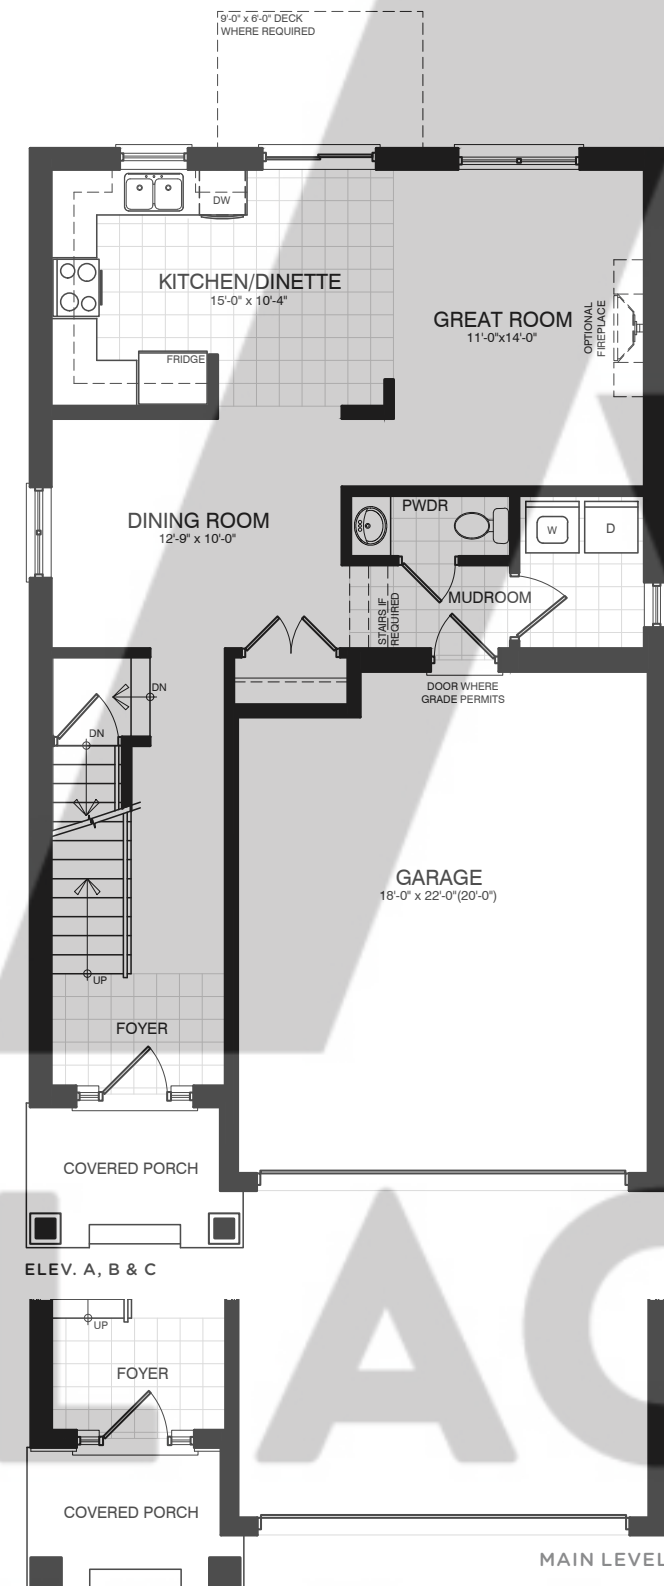 9'-0" x 6'-0" DECK
WHERE REQUIRED
DW
KITCHEN/DINETTE
15'-0" x 10'-4"
GREAT ROOM
11'-0"x14'-0"
OPTIONAL
FIREPLACE
FRIDGE
PWDR
DINING ROOM
12'-9" x 10'-0"
W
D
MUDROOM
STAIRS IF
REQUIRED
DN
DOOR WHERE
GRADE PERMITS
DN
GARAGE
18'-0" x 22'-0"(20'-0")
UP
FOYER
COVERED PORCH
ELEV. A, B & C
UP
FOYER
COVERED PORCH
MAIN LEVEL